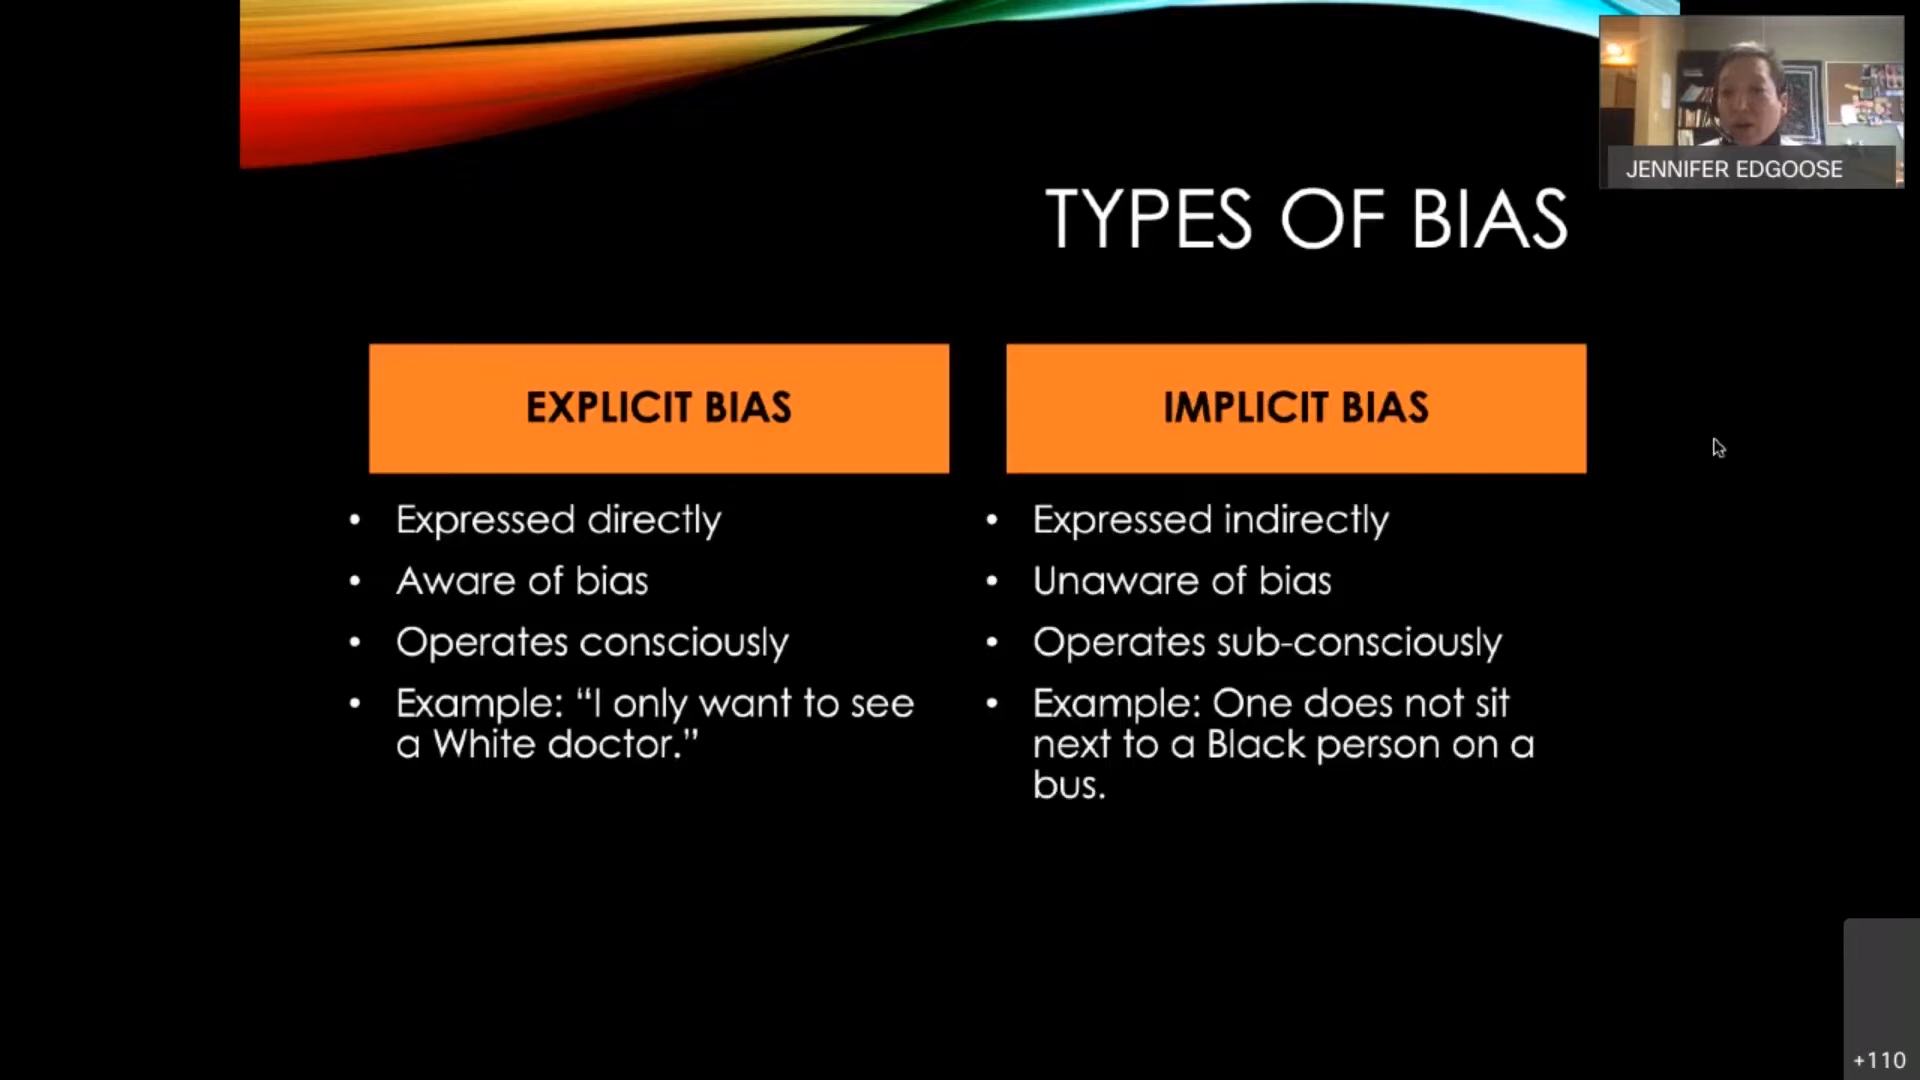 JENNIFER EDGOOSE
TYPES OF BIAS
EXPLICIT BIAS
• Expressed directly
• Aware of bias
• Operates consciously
• Example: “I only want to see
a White doctor.”
IMPLICIT BIAS
• Expressed indirectly
• Unaware of bias
• Operates sub-consciously
• Example: One does not sit
next to a Black person on a
bus.
+110